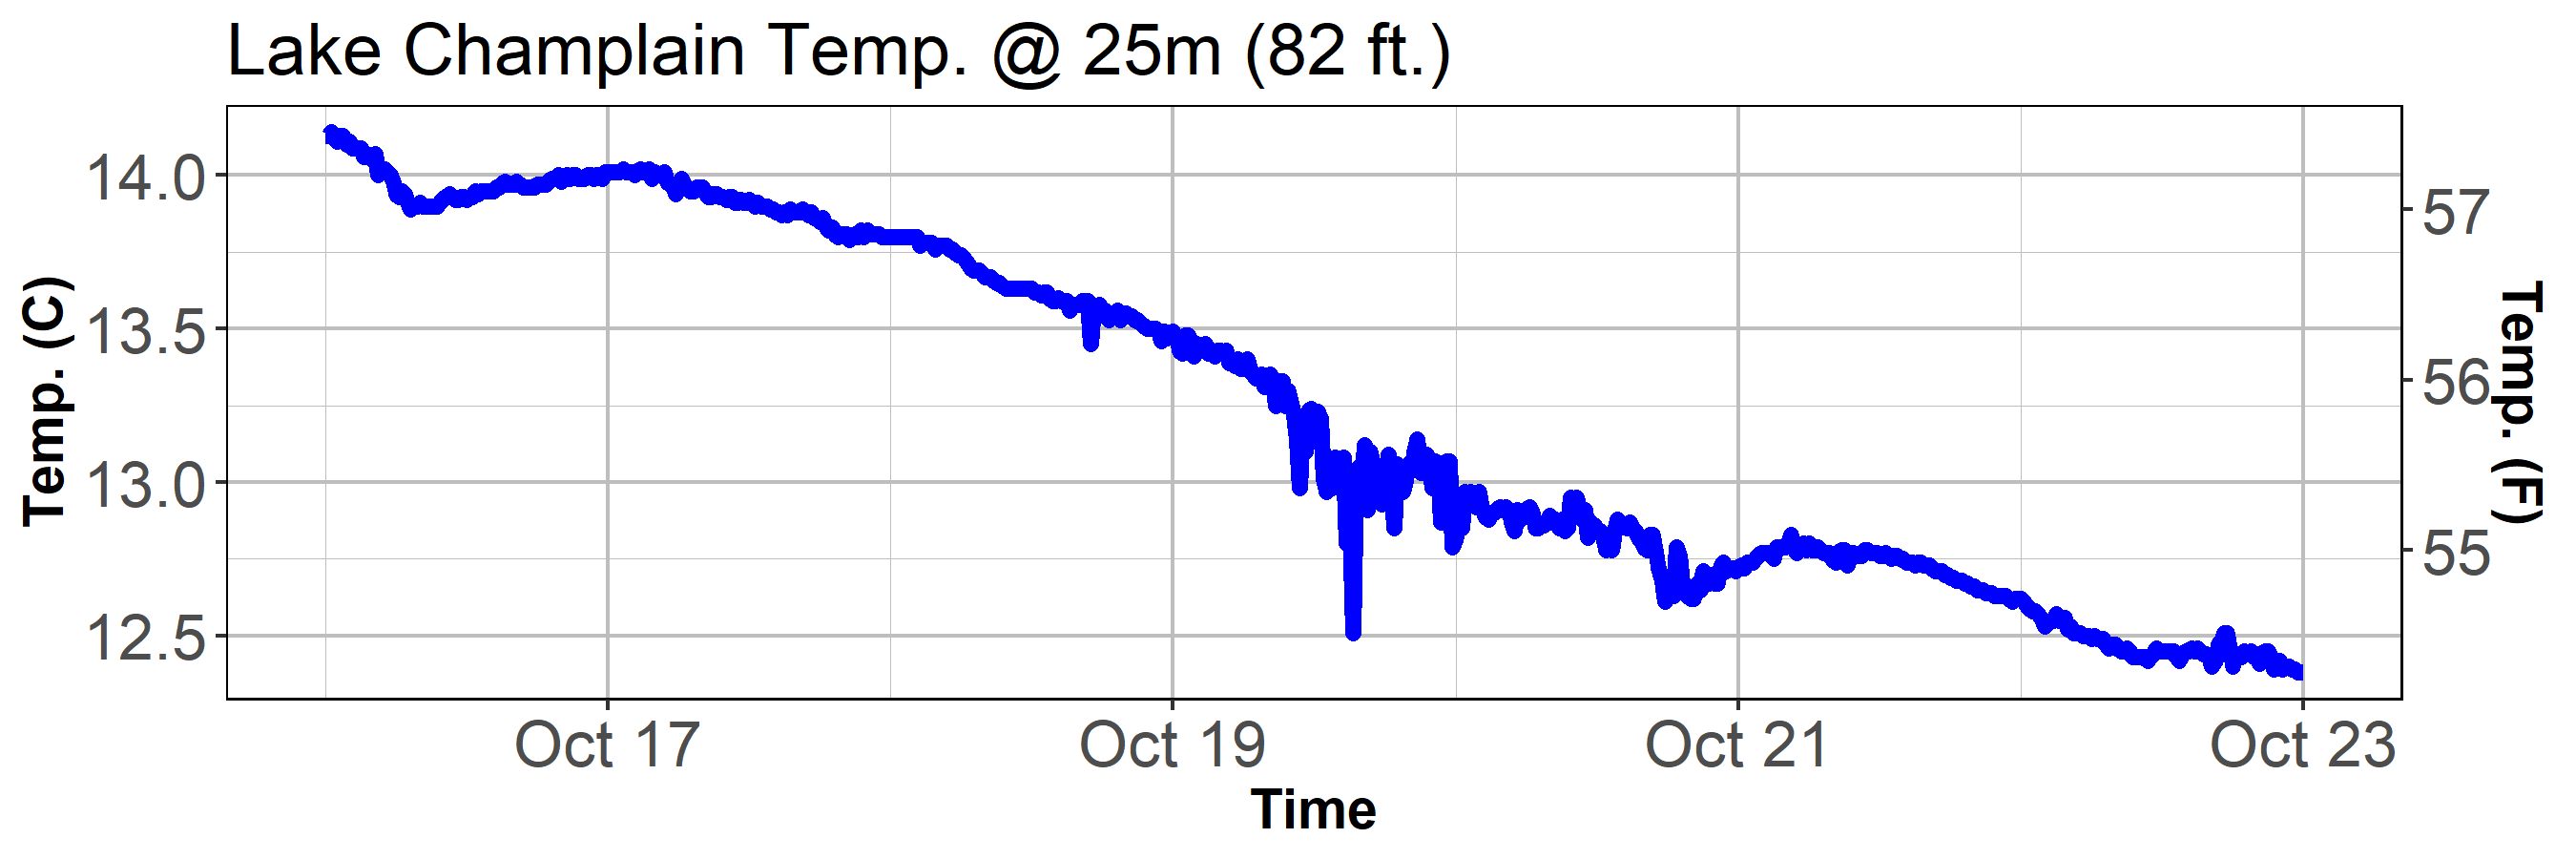 Lake Champlain Temp. @ 25m (82 ft.)
Temp. (C)
14.0
13.5
13.0
12.5
57
56
55
Temp. (F)
Oct 17
Oct 19
Oct 21
Oct 23
Time